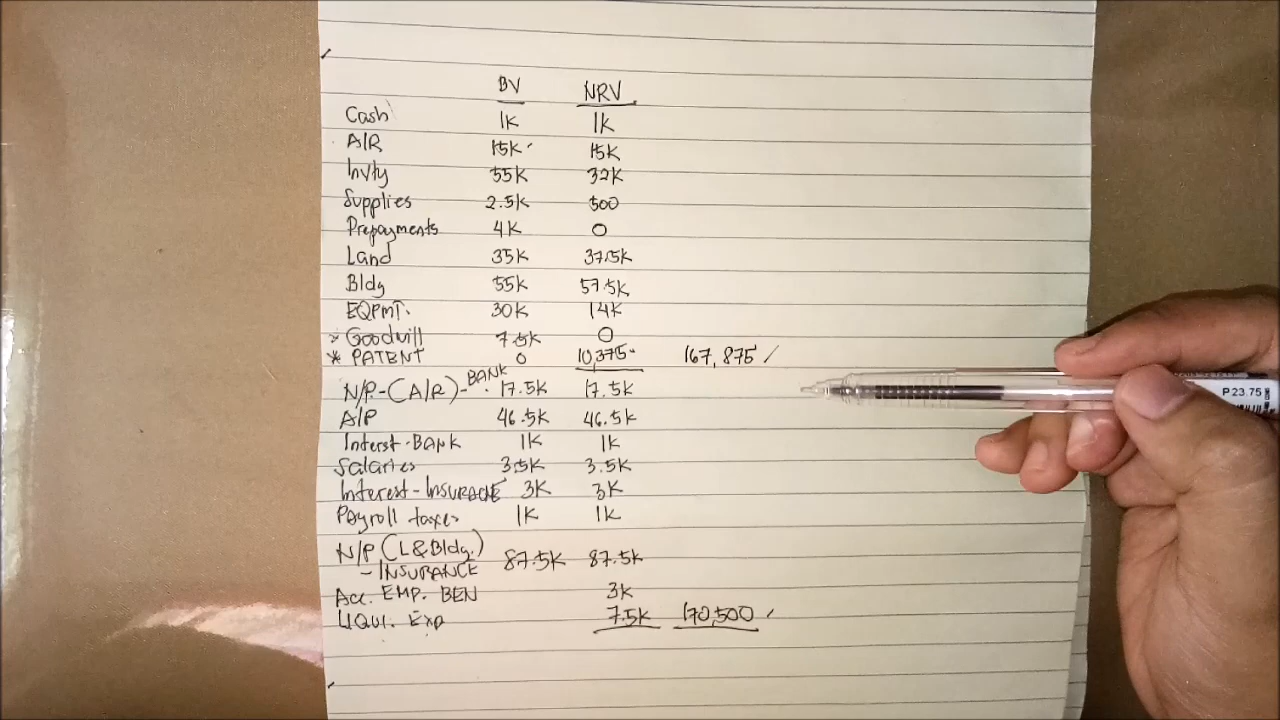 BV NRV
Cash 1K 1K
A/R 15K 15K
Invty 55K 32K
Supplies 2.5K 500
Prepayments 4K 0
Land 35K 37.5K
Bldg 55K 57.5K
EQPMT. 30K 14K
Goodwill 7.5K 0
* PATENT 0 10,375 167,875
N/P-(A/R)-BANK 17.5K 17.5K
A/P 46.5K 46.5K
Interst-BANK 1K 1K
Salaries 3.5K 3.5K
Interest-INSURANCE 3K 3K
Payroll taxes 1K 1K
N/P (L&Bldg.) 87.5K 87.5K
- INSURANCE
Acc. EMP. BEN 3K
LIQUI. Exp 7.5K 170,500
P 23.75